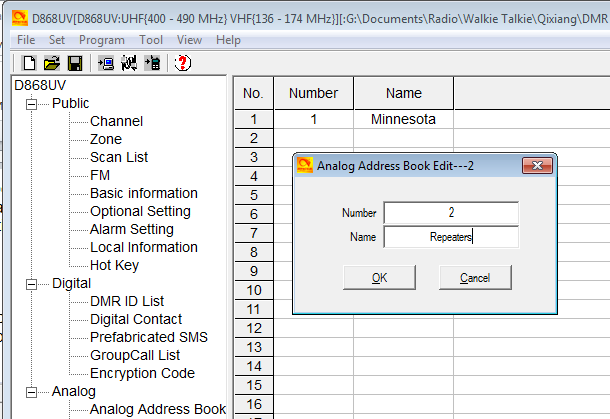 D868UV[D868UV:UHF{400 - 490 MHz} VHF{136 - 174 MHz}][:G:\Documents\Radio\Walkie Talkie\Qixiang\DMR
File Set Program Tool View Help
D868UV
Public
Channel
Zone
Scan List
FM
Basic information
Optional Setting
Alarm Setting
Local Information
Hot Key
Digital
DMR ID List
Digital Contact
Prefabricated SMS
GroupCall List
Encryption Code
Analog
Analog Address Book
No. Number Name
1 1 Minnesota
2
3
4
5
6
7
8
9
10
11
12
13
14
15
16
Analog Address Book Edit---2
Number 2
Name Repeaters
OK Cancel